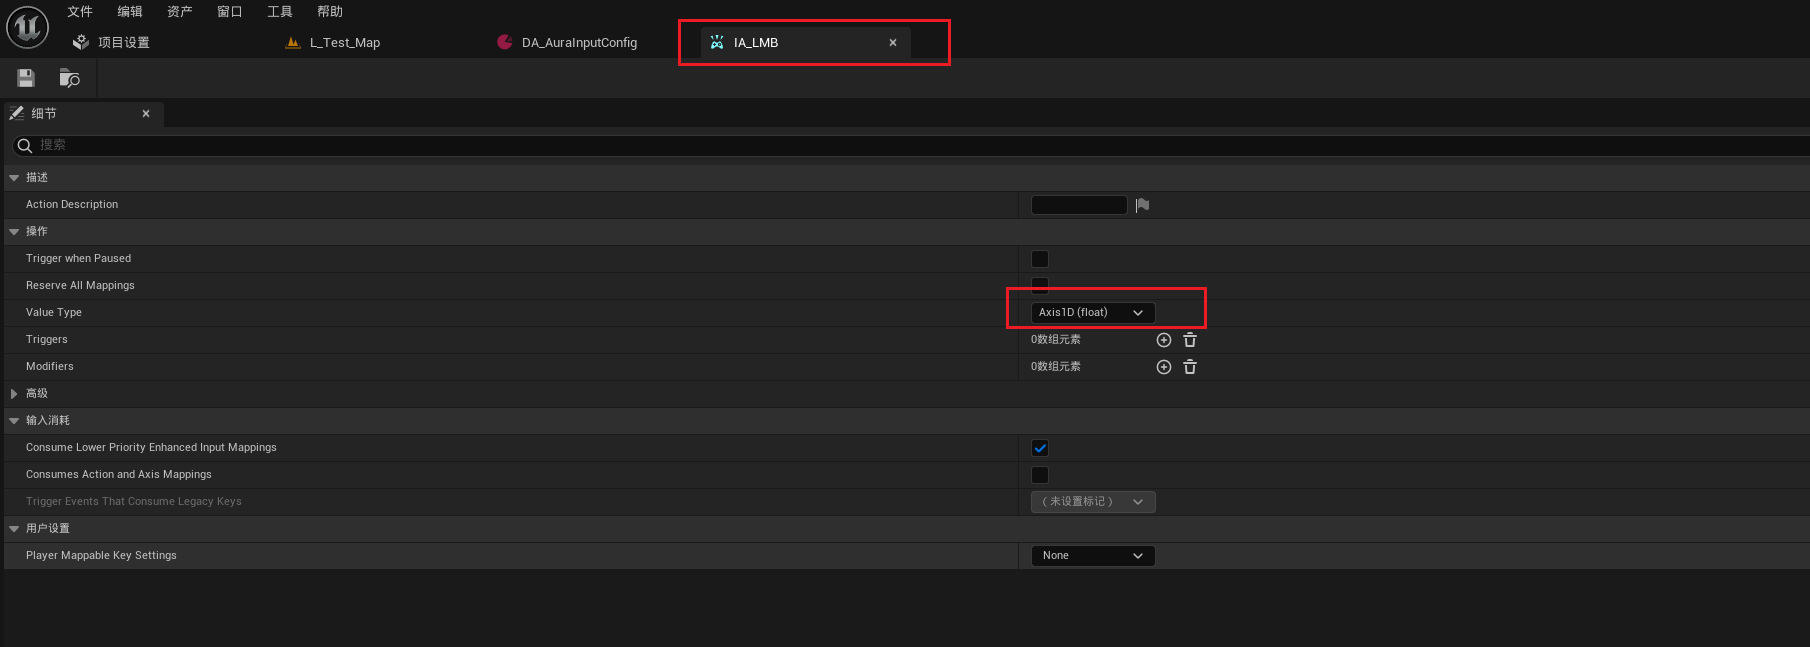 文件 编辑 资产 窗口 工具 帮助
项目设置 L_Test_Map DA_AuraInputConfig IA_LMB
细节
搜索
描述
Action Description
操作
Trigger when Paused
Reserve All Mappings
Value Type Axis1D (float)
Triggers 0数组元素
Modifiers 0数组元素
高级
输入消耗
Consume Lower Priority Enhanced Input Mappings
Consumes Action and Axis Mappings
Trigger Events That Consume Legacy Keys （未设置标记）
用户设置
Player Mappable Key Settings None